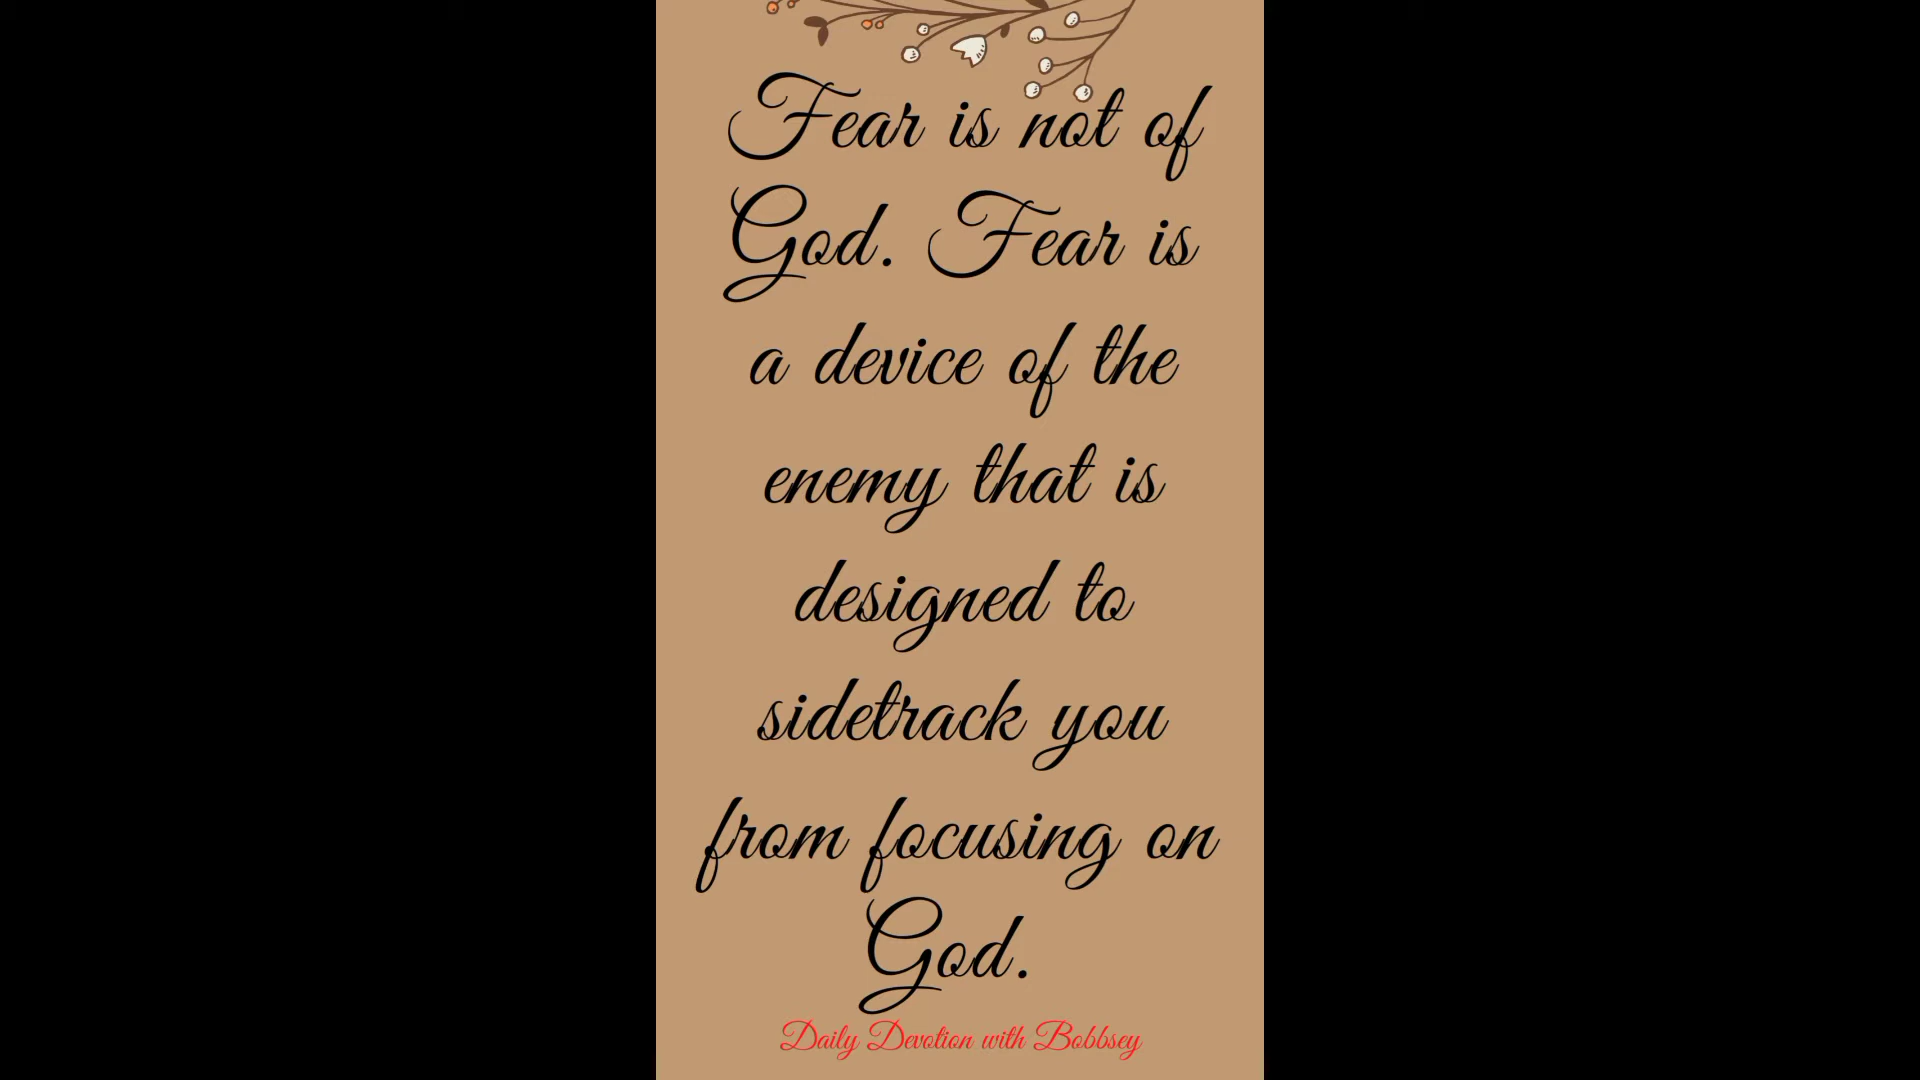 Fear is not of
God. Fear is
a device of the
enemy that is
designed to
sidetrack you
from focusing on
God.
Daily Devotion with Bobbsey